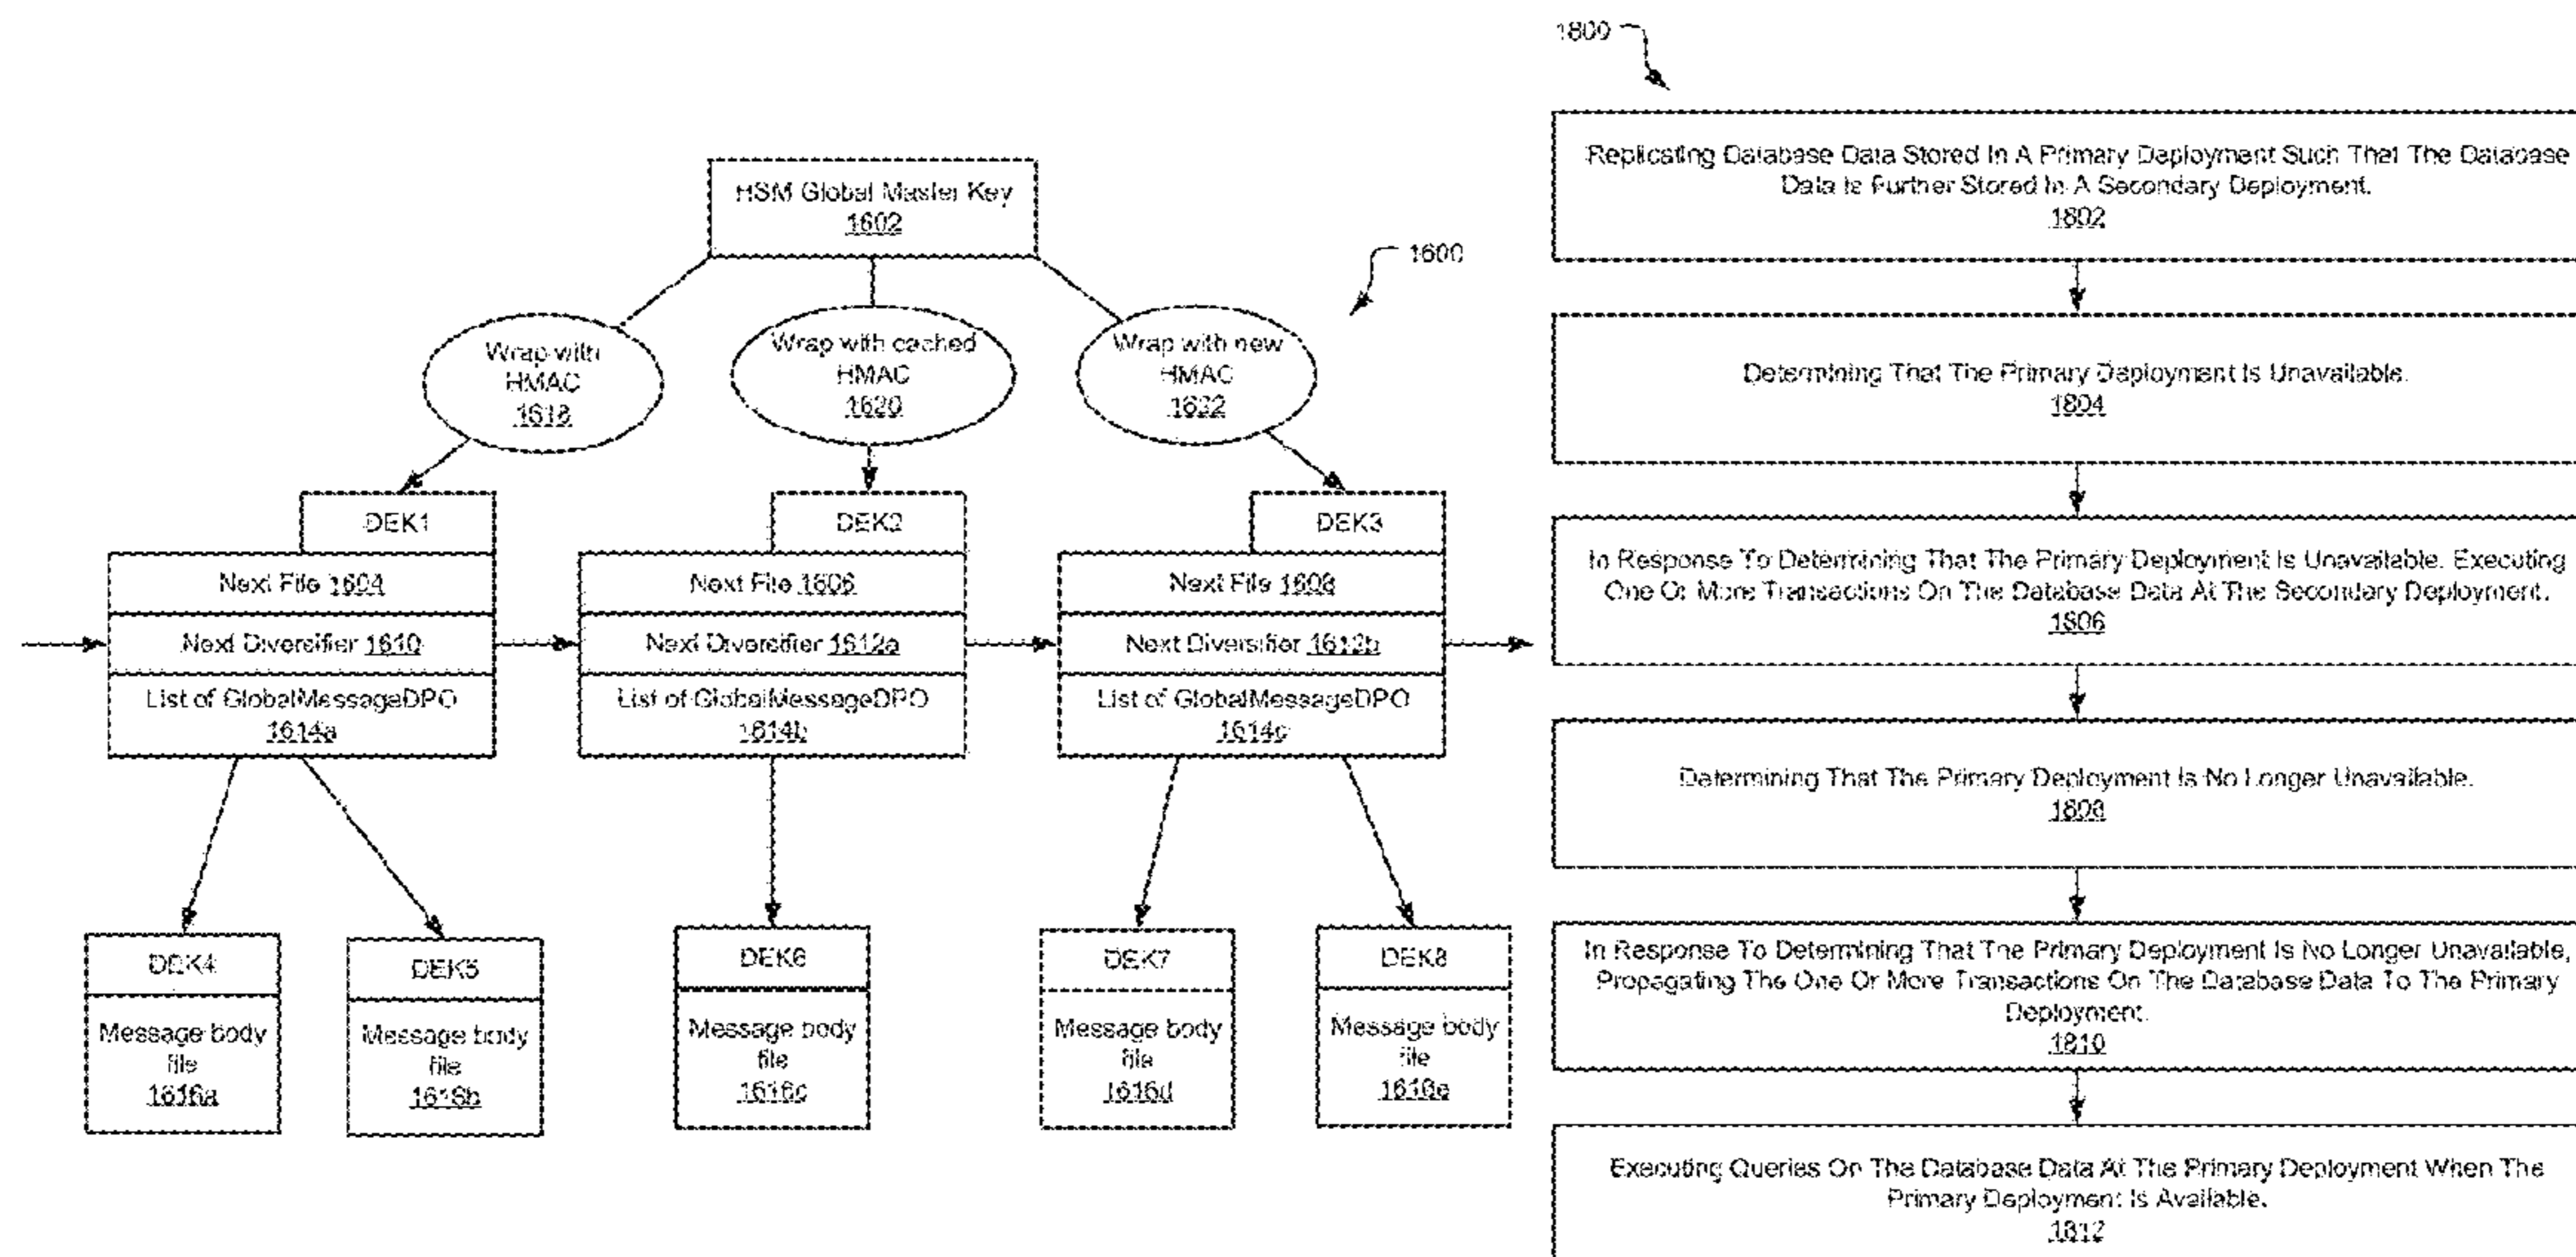 HSM Global Master Key
1602
1600
Wrap with
HMAC
1618
Wrap with cached
HMAC
1620
Wrap with new
HMAC
1622
DEK1
Next File 1604
Next Diversifier 1610
List of GlobalMessageDPO
1614a
DEK2
Next File 1606
Next Diversifier 1612a
List of GlobalMessageDPO
1614b
DEK3
Next File 1608
Next Diversifier 1612b
List of GlobalMessageDPO
1614c
DEK4
Message body
file
1616a
DEK5
Message body
file
1616b
DEK6
Message body
file
1616c
DEK7
Message body
file
1616d
DEK8
Message body
file
1616e
1800
Replicating Database Data Stored In A Primary Deployment Such That The Database
Data Is Further Stored In A Secondary Deployment.
1802
Determining That The Primary Deployment Is Unavailable.
1804
In Response To Determining That The Primary Deployment Is Unavailable, Executing
One Or More Transactions On The Database Data At The Secondary Deployment.
1806
Determining That The Primary Deployment Is No Longer Unavailable.
1808
In Response To Determining That The Primary Deployment Is No Longer Unavailable,
Propagating The One Or More Transactions On The Database Data To The Primary
Deployment.
1810
Executing Queries On The Database Data At The Primary Deployment When The
Primary Deployment Is Available.
1812